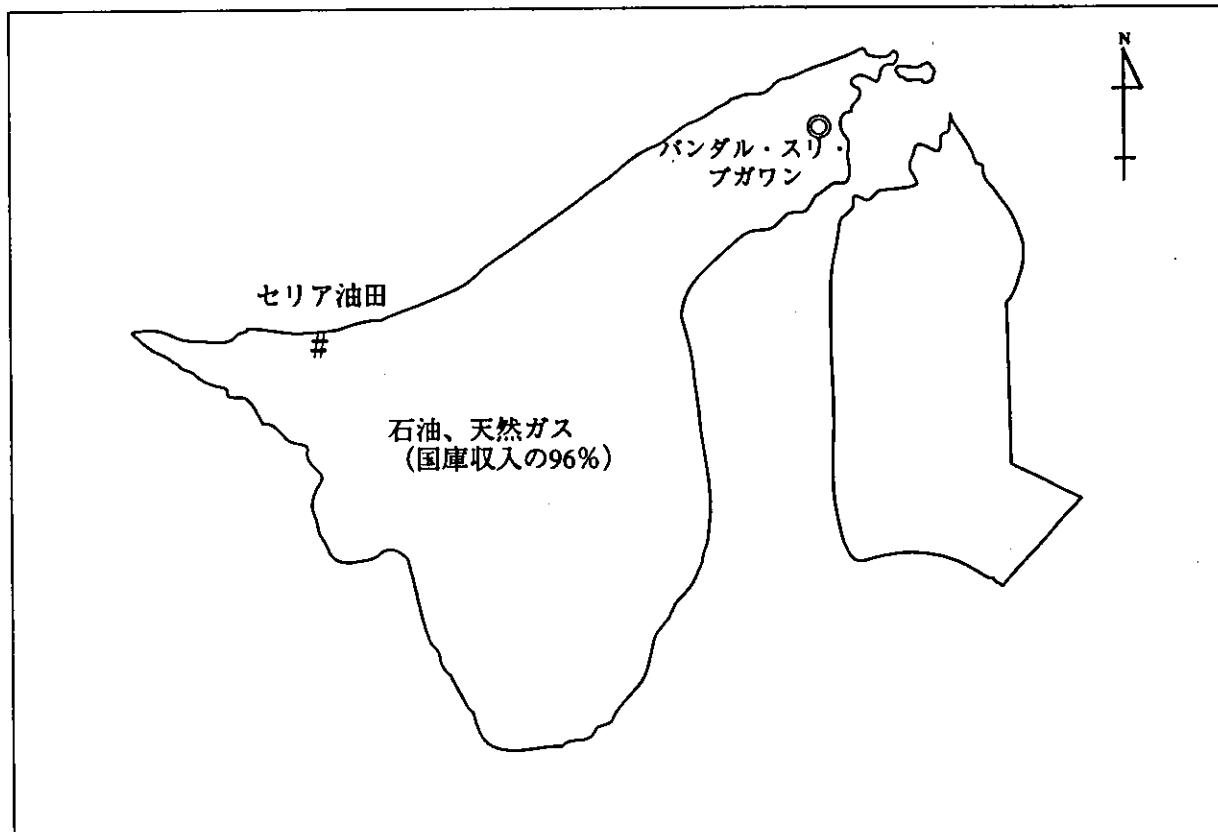 N
バンダル・スリ・
ブガワン
セリア油田
石油、天然ガス
（国庫収入の96%）